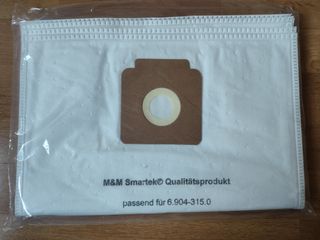 M&M Smartek© Qualitätsprodukt
passend für 6.904-315.0